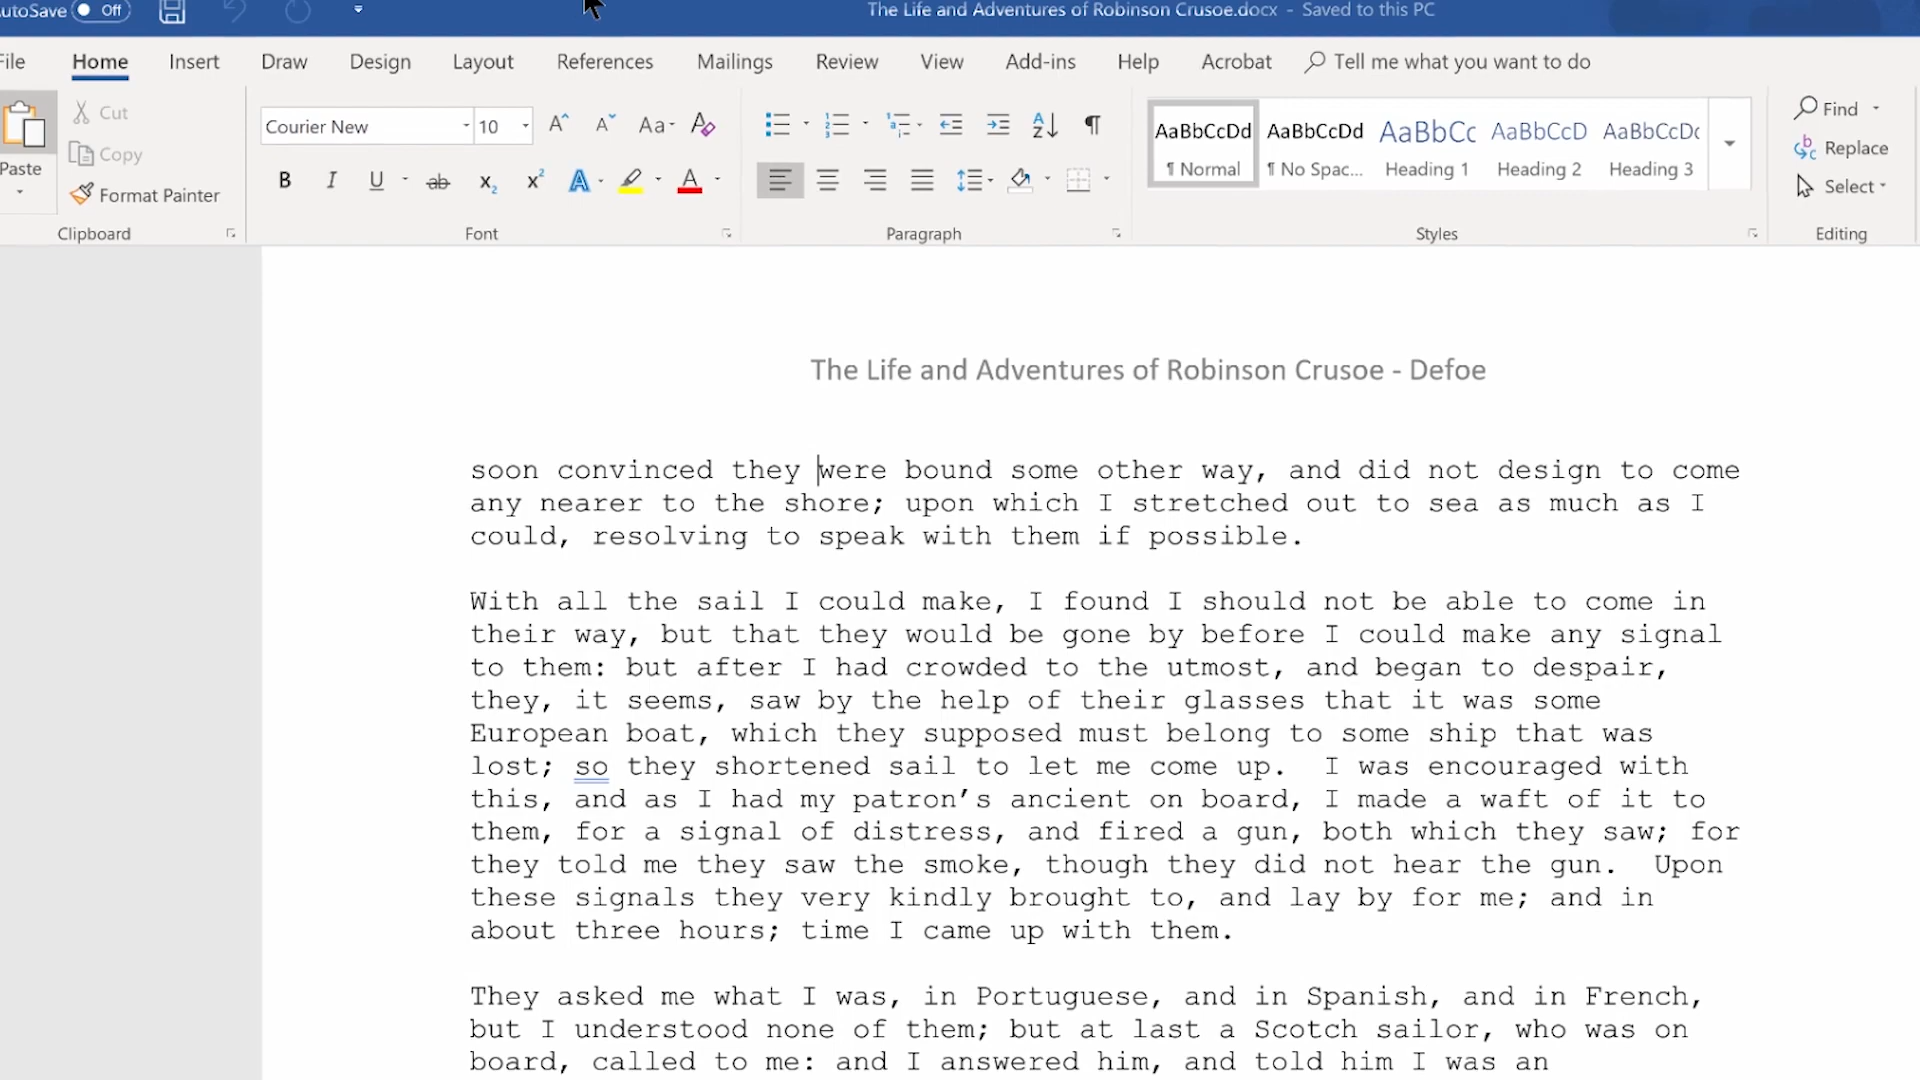 utoSave Off The Life and Adventures of Robinson Crusoe.docx - Saved to this PC
File Home Insert Draw Design Layout References Mailings Review View Add-ins Help Acrobat Tell me what you want to do
Paste
Cut
Copy
Format Painter
Clipboard
Courier New 10
Font
Paragraph
AaBbCcDd AaBbCcDd AaBbCc AaBbCcD AaBbCcDc
¶ Normal ¶ No Spac... Heading 1 Heading 2 Heading 3
Styles
Find
Replace
Select
Editing
The Life and Adventures of Robinson Crusoe - Defoe
soon convinced they were bound some other way, and did not design to come
any nearer to the shore; upon which I stretched out to sea as much as I
could, resolving to speak with them if possible.
With all the sail I could make, I found I should not be able to come in
their way, but that they would be gone by before I could make any signal
to them: but after I had crowded to the utmost, and began to despair,
they, it seems, saw by the help of their glasses that it was some
European boat, which they supposed must belong to some ship that was
lost; so they shortened sail to let me come up.  I was encouraged with
this, and as I had my patron’s ancient on board, I made a waft of it to
them, for a signal of distress, and fired a gun, both which they saw; for
they told me they saw the smoke, though they did not hear the gun.  Upon
these signals they very kindly brought to, and lay by for me; and in
about three hours; time I came up with them.
They asked me what I was, in Portuguese, and in Spanish, and in French,
but I understood none of them; but at last a Scotch sailor, who was on
board, called to me: and I answered him, and told him I was an